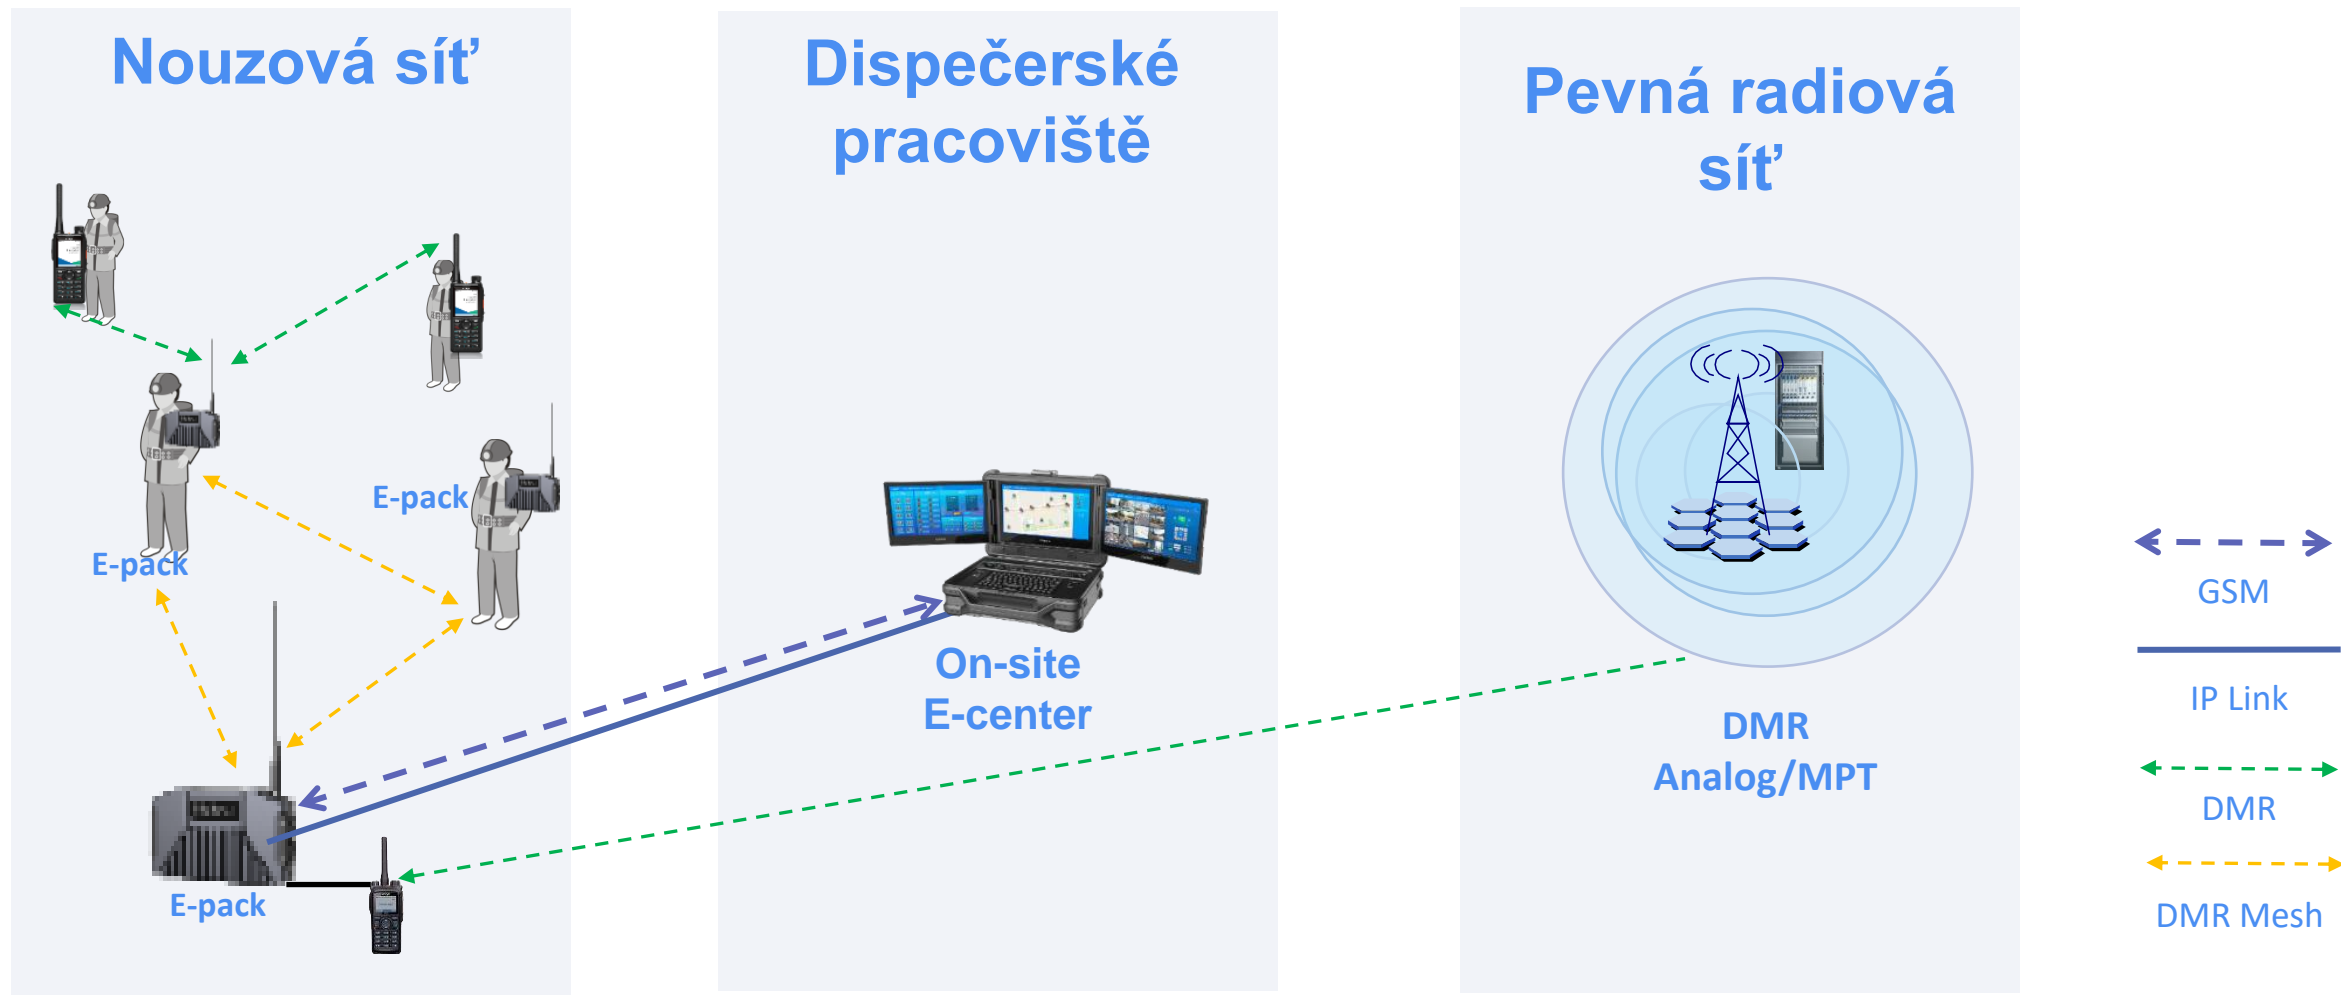 Nouzová síť
E-pack
E-pack
E-pack
Dispečerské
pracoviště
On-site
E-center
Pevná radiová
síť
DMR
Analog/MPT
GSM
IP Link
DMR
DMR Mesh